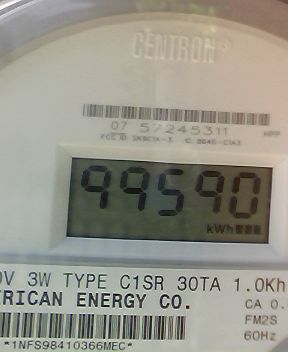 CENTRON®
07 57245311
99590
kWh
0V 3W TYPE C1SR 30TA 1.0Kh
RICAN ENERGY CO.
CA 0.
FM2S
60Hz
*1NFS98410366MEC*